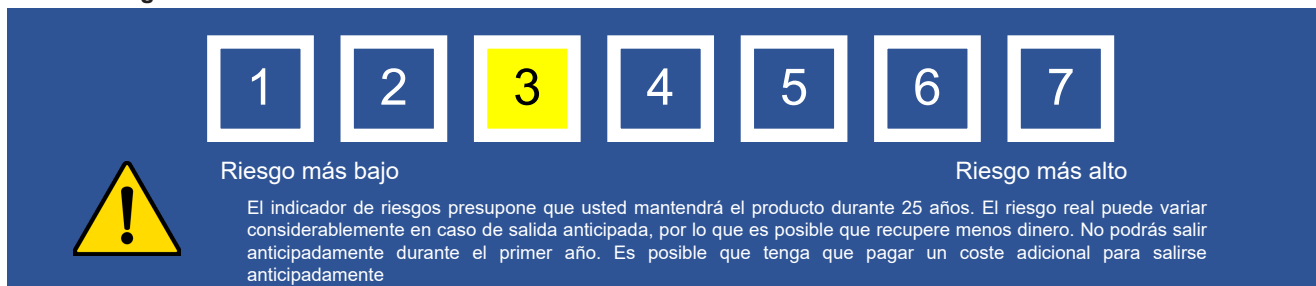 1 2 3 4 5 6 7
Riesgo más bajo Riesgo más alto
El indicador de riesgos presupone que usted mantendrá el producto durante 25 años. El riesgo real puede variar
considerablemente en caso de salida anticipada, por lo que es posible que recupere menos dinero. No podrás salir
anticipadamente durante el primer año. Es posible que tenga que pagar un coste adicional para salirse
anticipadamente